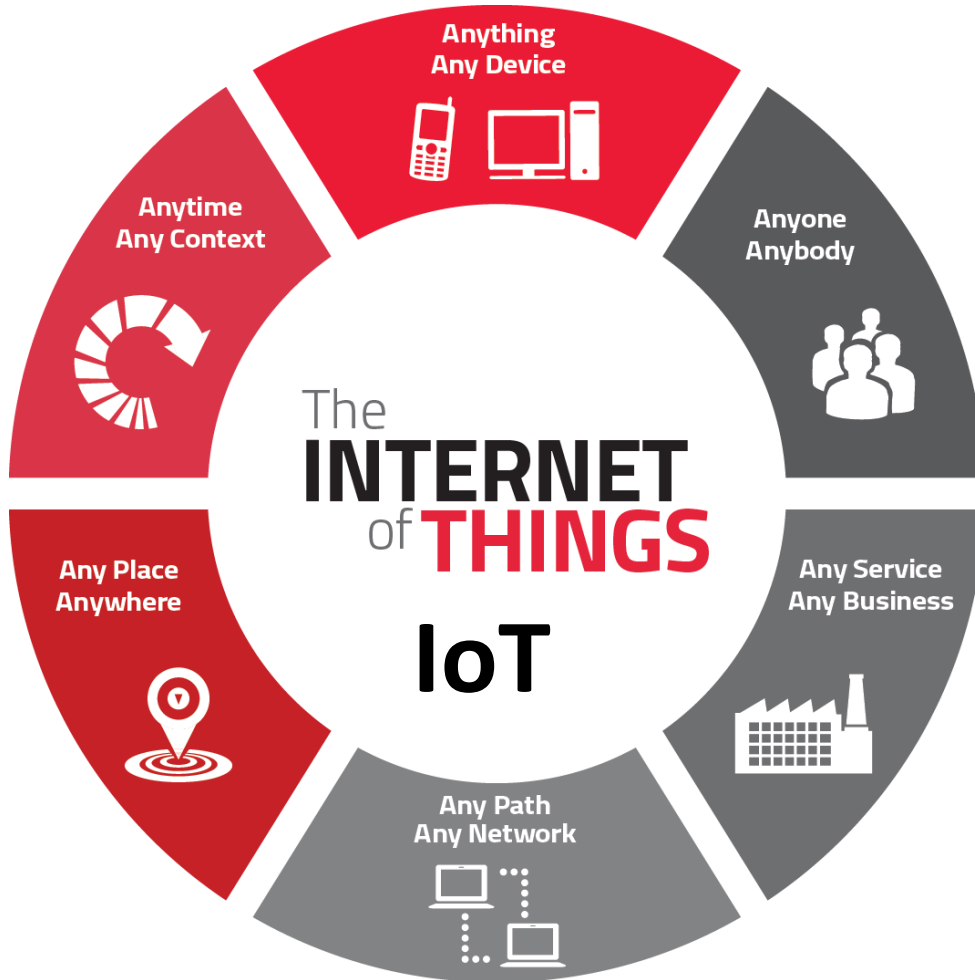 Anything
Any Device
Anyone
Anybody
Any Service
Any Business
Any Path
Any Network
Any Place
Anywhere
Anytime
Any Context
The
INTERNET
of THINGS
IoT